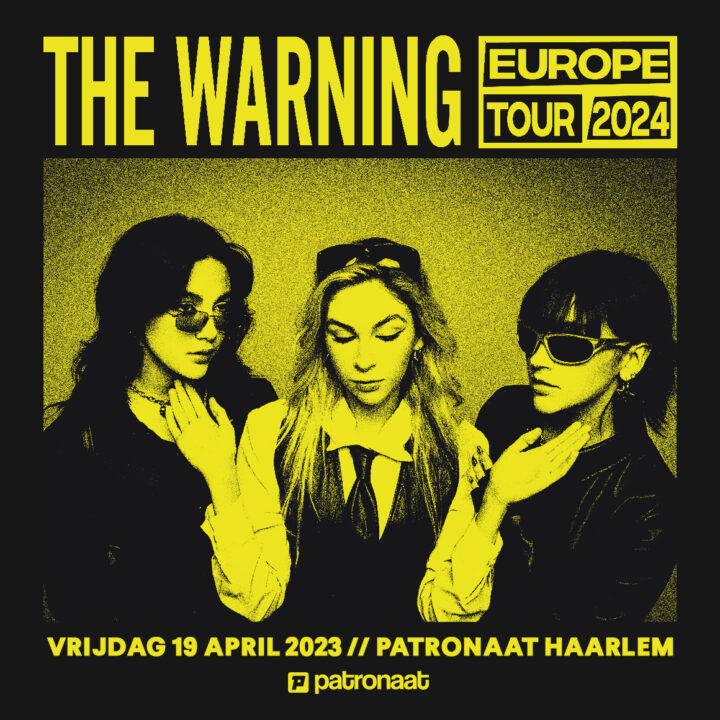 THE WARNING
EUROPE
TOUR 2024
VRIJDAG 19 APRIL 2023 // PATRONAAT HAARLEM
patronaat